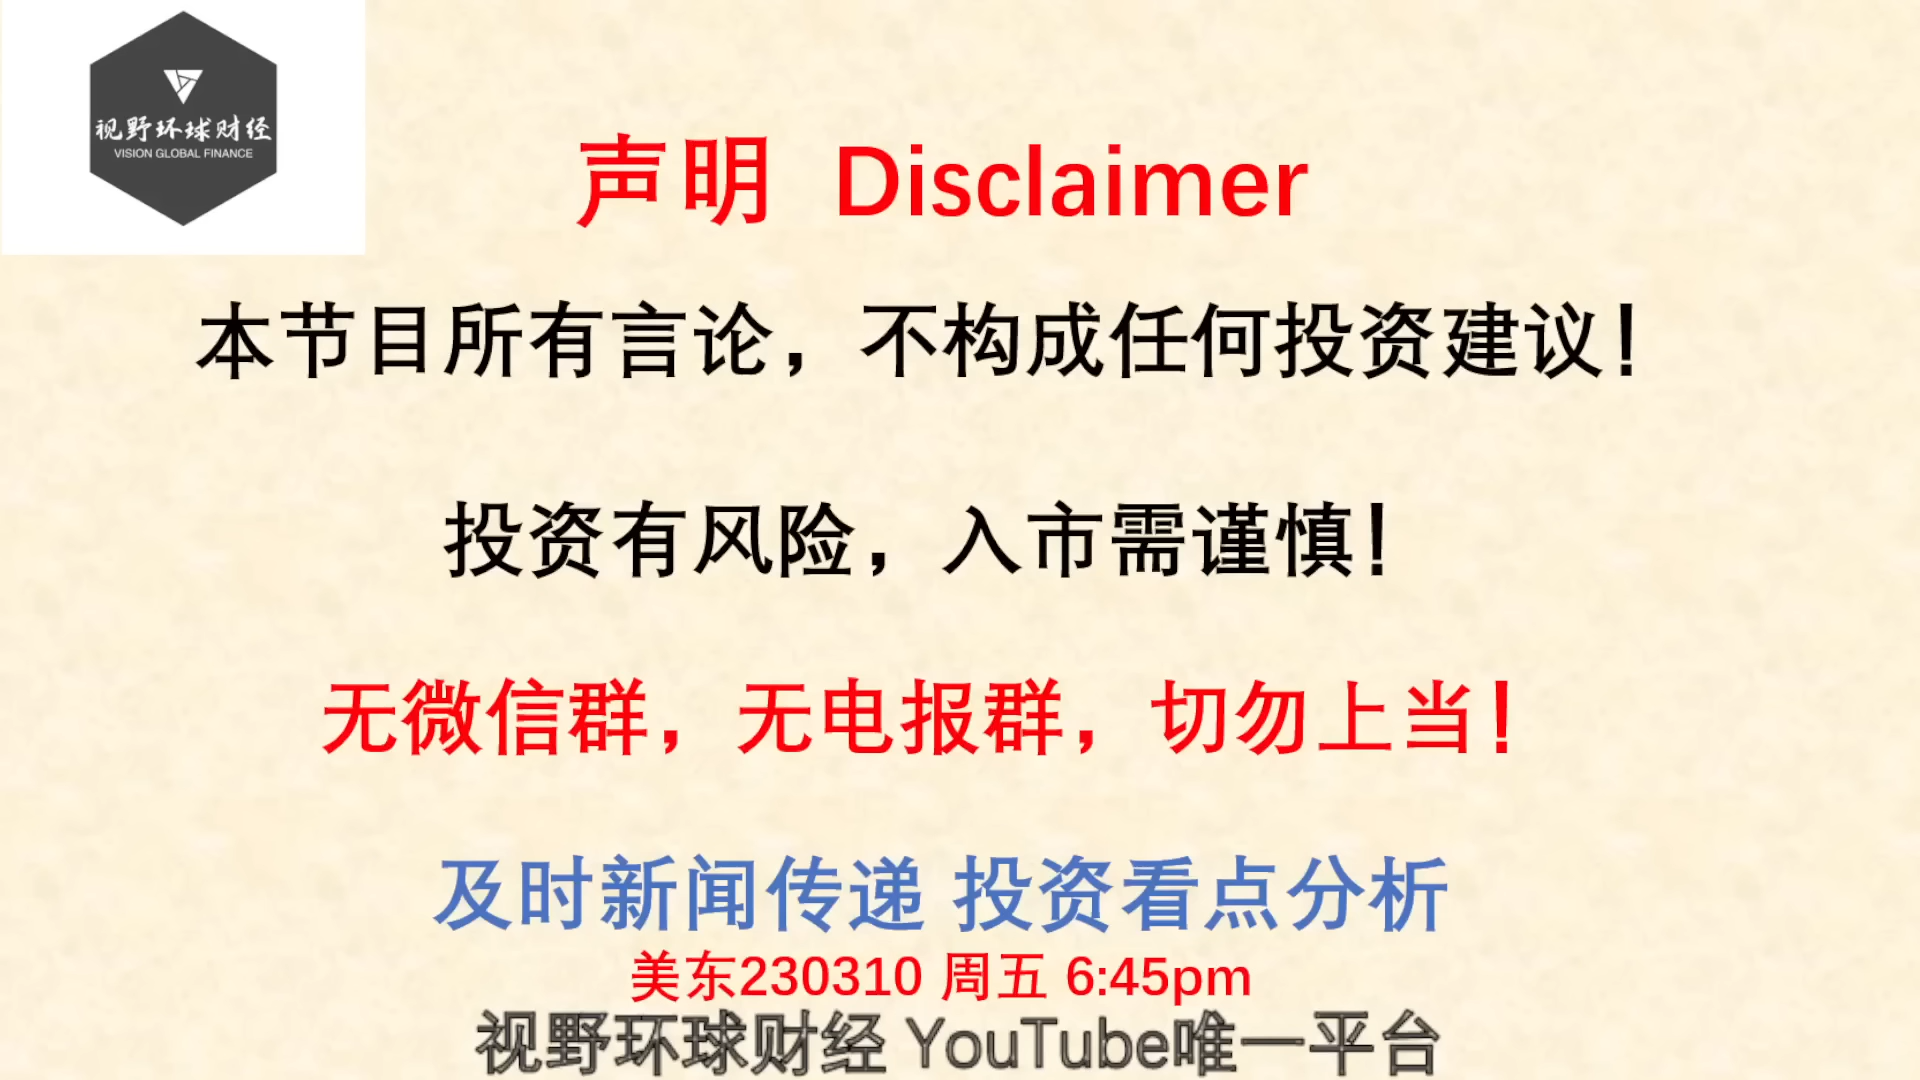 视野环球财经
VISION GLOBAL FINANCE
声明 Disclaimer
本节目所有言论，不构成任何投资建议！
投资有风险，入市需谨慎！
无微信群，无电报群，切勿上当！
及时新闻传递 投资看点分析
美东230310 周五 6:45pm
视野环球财经 YouTube唯一平台